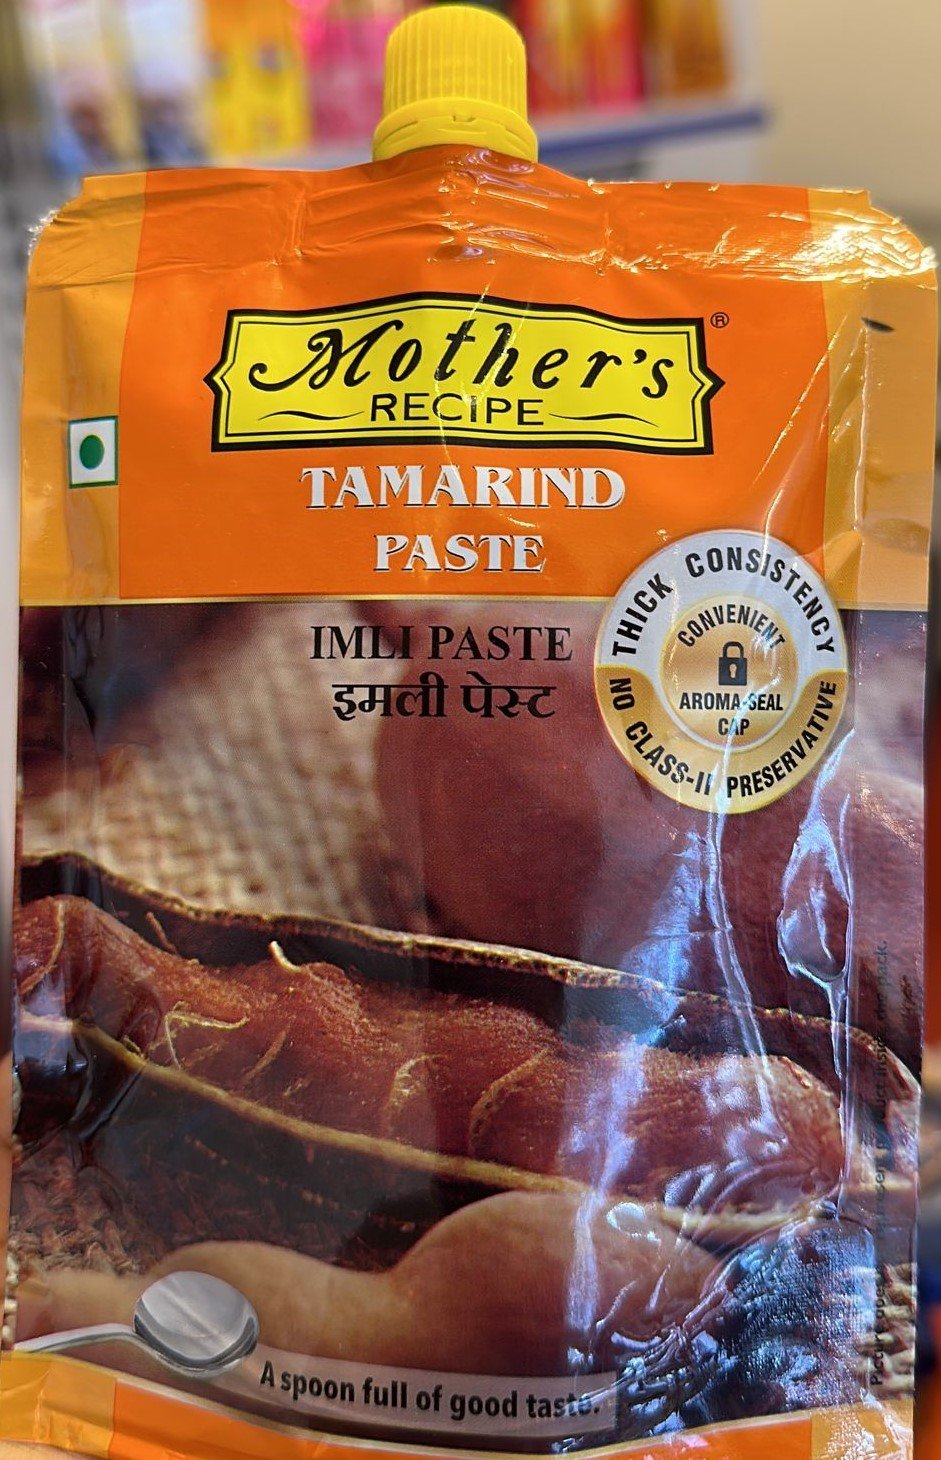 Mother's ®
RECIPE
TAMARIND
PASTE
IMLI PASTE
इमली पेस्ट
THICK CONSISTENCY
CONVENIENT
AROMA-SEAL
CAP
NO CLASS-II PRESERVATIVE
A spoon full of good taste.